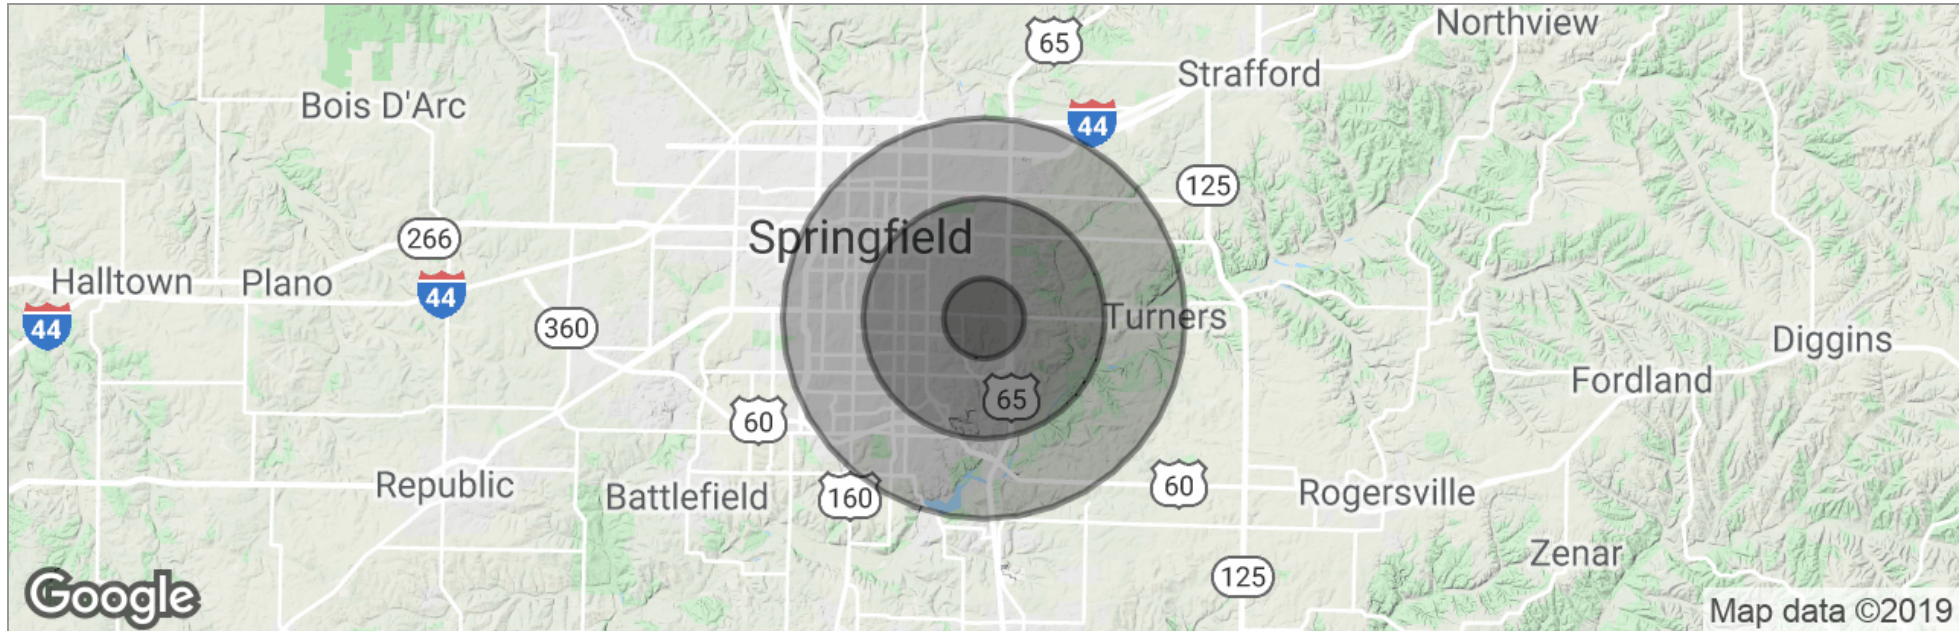 Northview
65
Strafford
Bois D'Arc
44
125
266
Springfield
Halltown
Plano
44
44
360
Turners
Diggins
Fordland
65
60
Republic
Battlefield
160
60
Rogersville
Zenar
125
Google
Map data ©2019